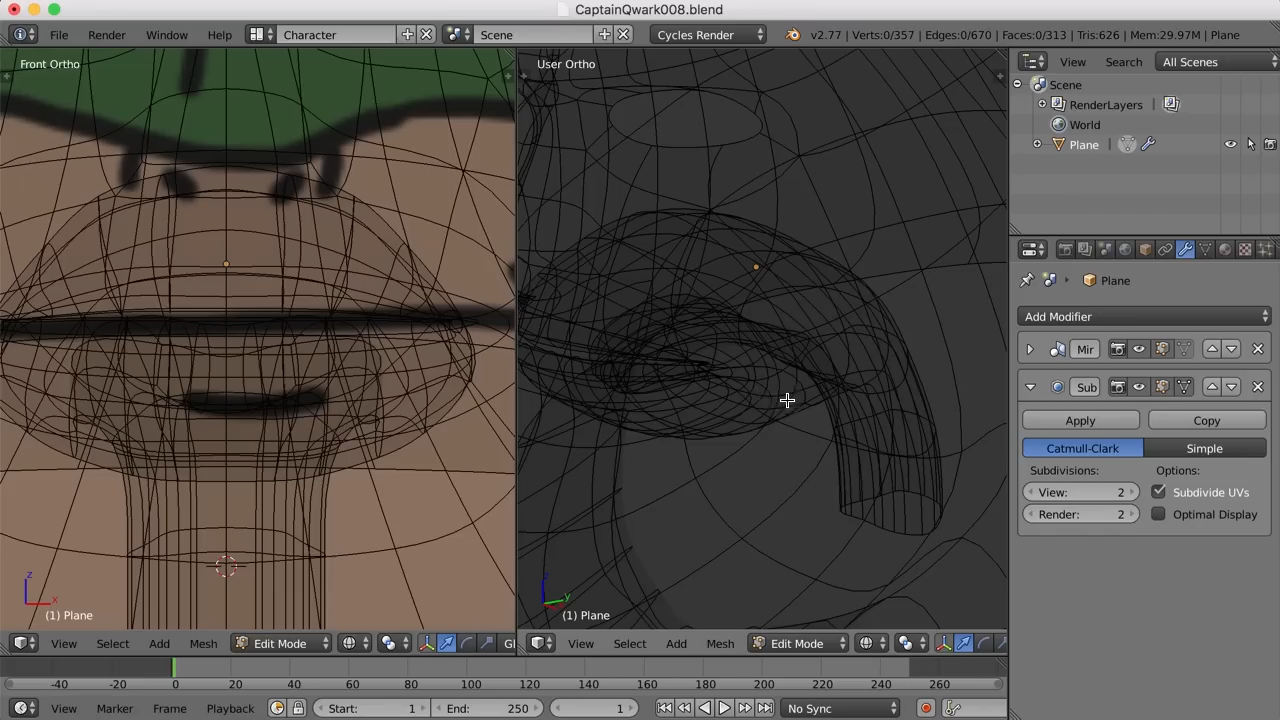 CaptainQwark008.blend
File Render Window Help Character Scene Cycles Render v2.77 | Verts:0/357 | Edges:0/670 | Faces:0/313 | Tris:626 | Mem:29.97M | Plane
Front Ortho
User Ortho
View Search All Scenes
Scene
RenderLayers
World
Plane
Plane
Add Modifier
Mir
Sub
Apply Copy
Catmull-Clark Simple
Subdivisions: Options:
View: 2 Subdivide UVs
Render: 2 Optimal Display
z
x
(1) Plane
z
y
(1) Plane
View Select Add Mesh Edit Mode Gl
View Select Add Mesh Edit Mode
-40 -20 0 20 40 60 80 100 120 140 160 180 200 220 240 260
View Marker Frame Playback Start: 1 End: 250 1 No Sync